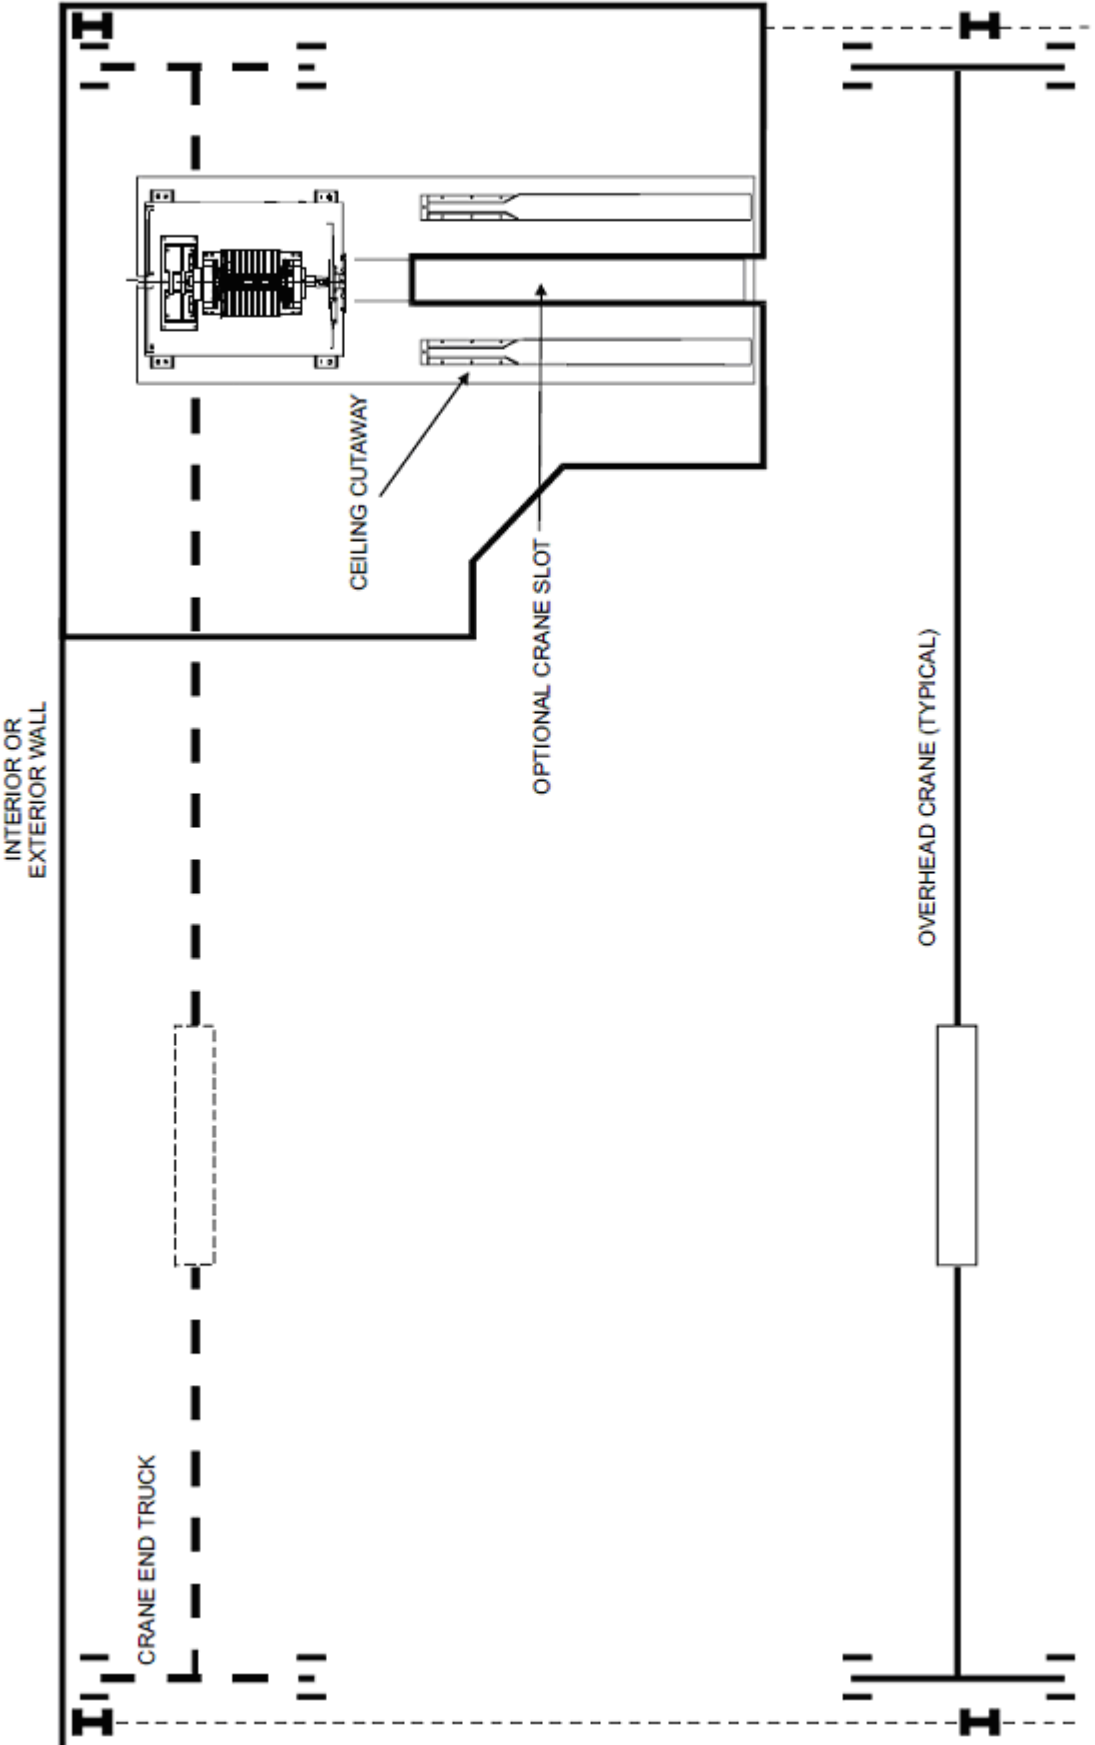 INTERIOR OR
EXTERIOR WALL
CEILING CUTAWAY
OPTIONAL CRANE SLOT
OVERHEAD CRANE (TYPICAL)
CRANE END TRUCK